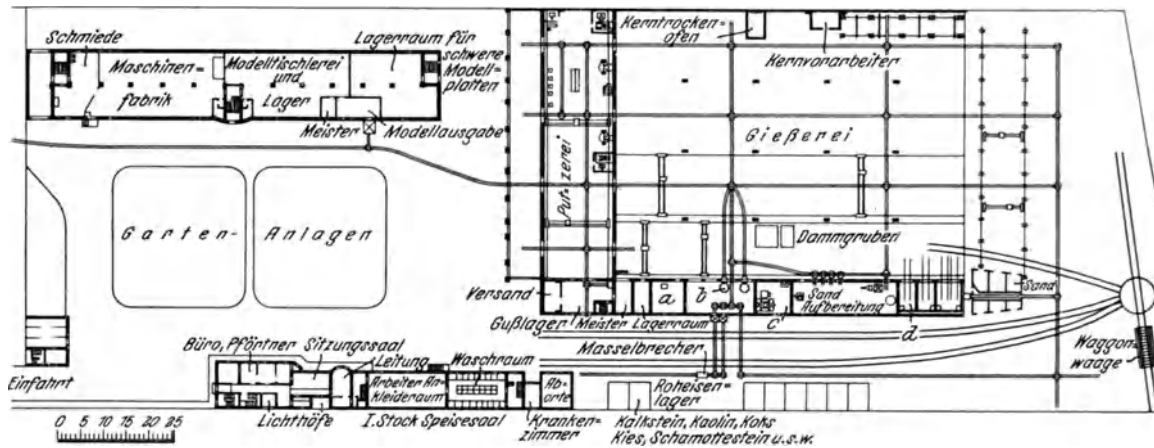 Schmiede
Maschinen=
fabrik
Modelltischlerei
und
Lager
Lagerraum für
schwere
Modell=
platten
Meister
Modellausgabe
Kerntrocken=
ofen
Kernvorarbeiter
Gießerei
Putzerei
Garten-
Anlagen
Dammgruben
Versand
Gußlager
Meister
Lagerraum
a
b
c
Sand
Aufbereitung
d
Sand
Waggon=
waage
Masselbrecher
Büro, Pförtner
Sitzungssaal
Leitung
Waschraum
Einfahrt
Arbeiter An=
kleideraum
Ab=
orte
Roheisen=
lager
Lichthöfe
I. Stock Speisesaal
Kranken=
zimmer
Kalkstein, Kaolin, Koks
Kies, Schamottestein u.s.w.
0 5 10 15 20 25